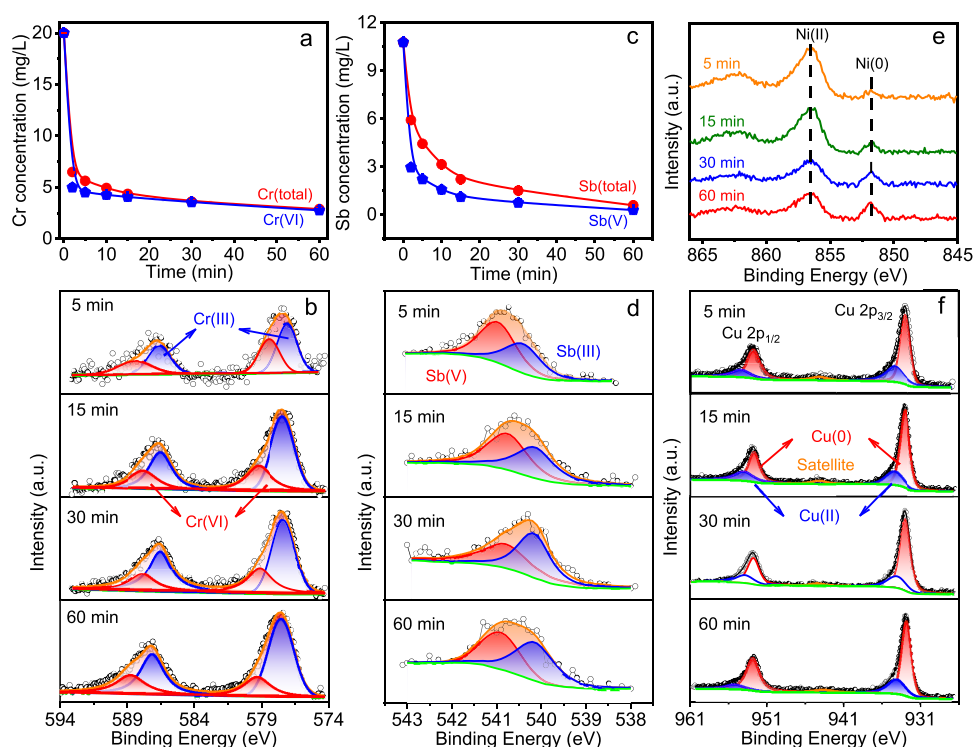 a
Cr concentration (mg/L)
20
15
10
5
0
Cr(total)
Cr(VI)
0 10 20 30 40 50 60
Time (min)
c
Sb concentration (mg/L)
12
9
6
3
0
Sb(total)
Sb(V)
0 10 20 30 40 50 60
Time (min)
e
Ni(II)
Ni(0)
5 min
15 min
30 min
60 min
Intensity (a.u.)
865 860 855 850 845
Binding Energy (eV)
b
5 min
Cr(III)
15 min
Cr(VI)
30 min
60 min
Intensity (a.u.)
594 589 584 579 574
Binding Energy (eV)
d
5 min
Sb(III)
Sb(V)
15 min
30 min
60 min
Intensity (a.u.)
543 542 541 540 539 538
Binding Energy (eV)
f
5 min
Cu 2p3/2
Cu 2p1/2
15 min
Cu(0)
Satellite
Cu(II)
30 min
60 min
Intensity (a.u.)
961 951 941 931
Binding Energy (eV)